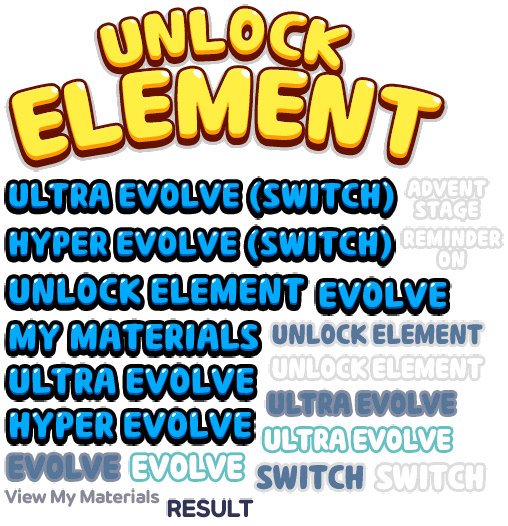 UNLOCK
ELEMENT
ULTRA EVOLVE (SWITCH)
ADVENT
STAGE
HYPER EVOLVE (SWITCH)
REMINDER
ON
UNLOCK ELEMENT
EVOLVE
MY MATERIALS
UNLOCK ELEMENT
ULTRA EVOLVE
UNLOCK ELEMENT
ULTRA EVOLVE
HYPER EVOLVE
ULTRA EVOLVE
EVOLVE
EVOLVE
SWITCH
SWITCH
View My Materials
RESULT